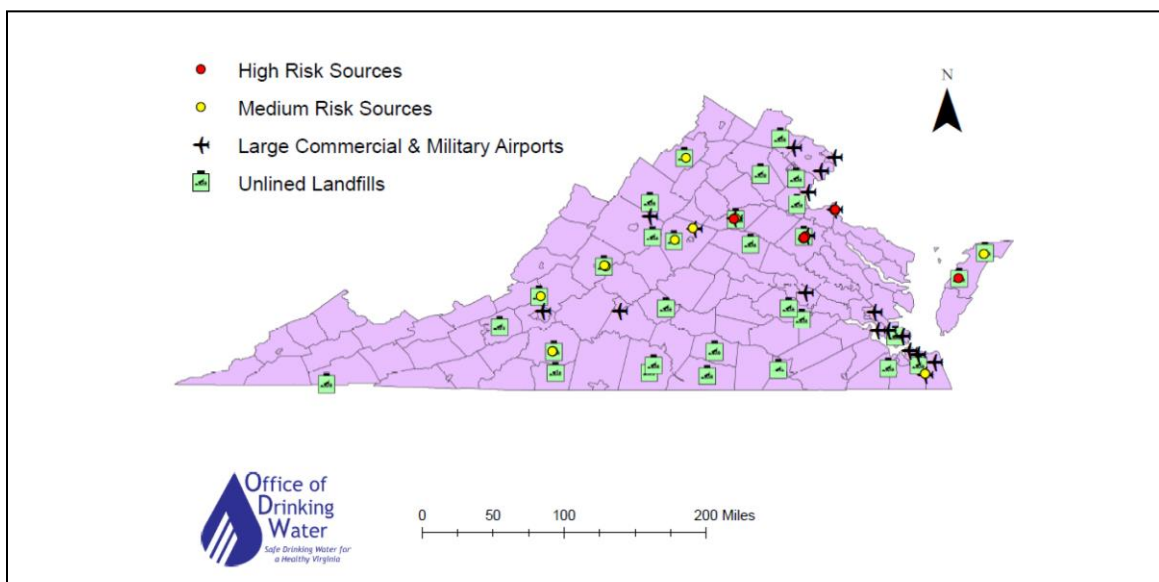 High Risk Sources
Medium Risk Sources
Large Commercial & Military Airports
Unlined Landfills
N
Office of
Drinking
Water
Safe Drinking Water for
a Healthy Virginia
0 50 100 200 Miles